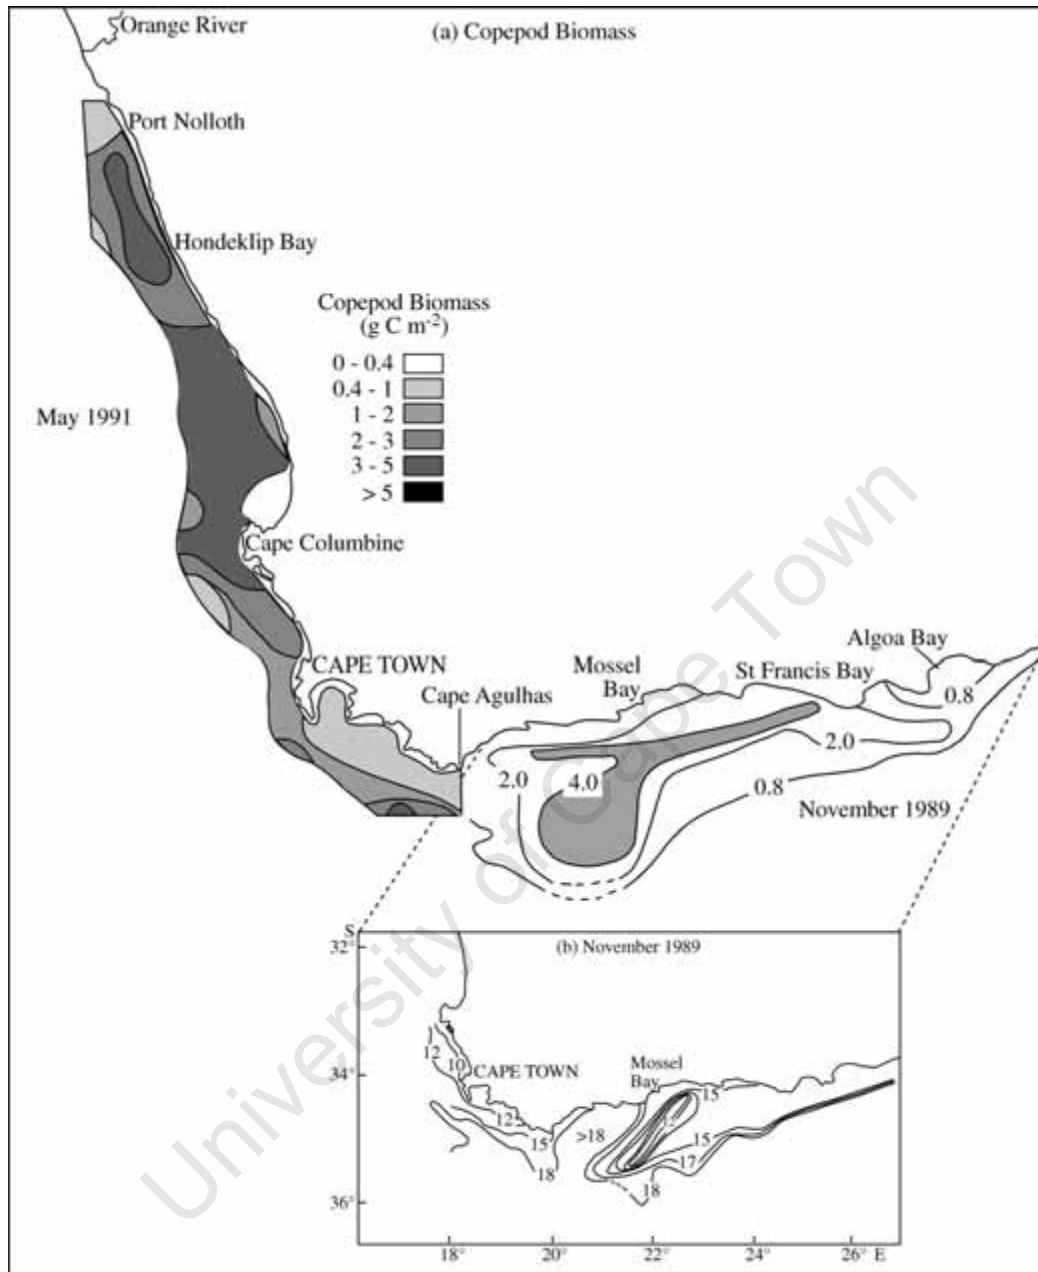 Orange River
(a) Copepod Biomass
Port Nolloth
Hondeklip Bay
Copepod Biomass
(g C m-2)
0 - 0.4
0.4 - 1
1 - 2
2 - 3
3 - 5
> 5
May 1991
Cape Columbine
CAPE TOWN
Cape Agulhas
Mossel
Bay
St Francis Bay
Algoa Bay
0.8
2.0
2.0
4.0
0.8
November 1989
S
32°
34°
36°
(b) November 1989
12
10
CAPE TOWN
12
15
18
>18
Mossel
Bay
15
12
15
17
18
18°
20°
22°
24°
26° E
University of Cape Town